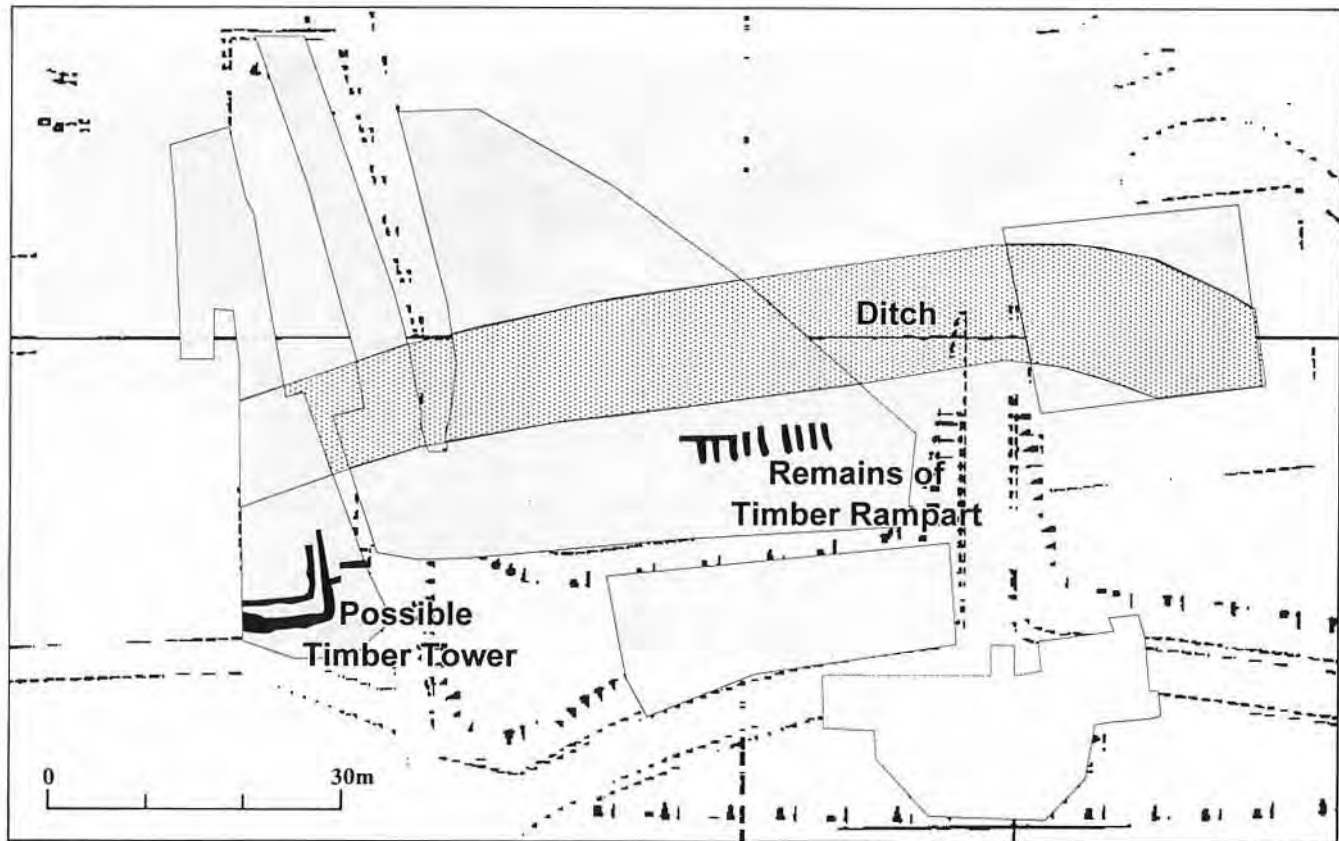 Ditch
Remains of
Timber Rampart
Possible
Timber Tower
0 30m